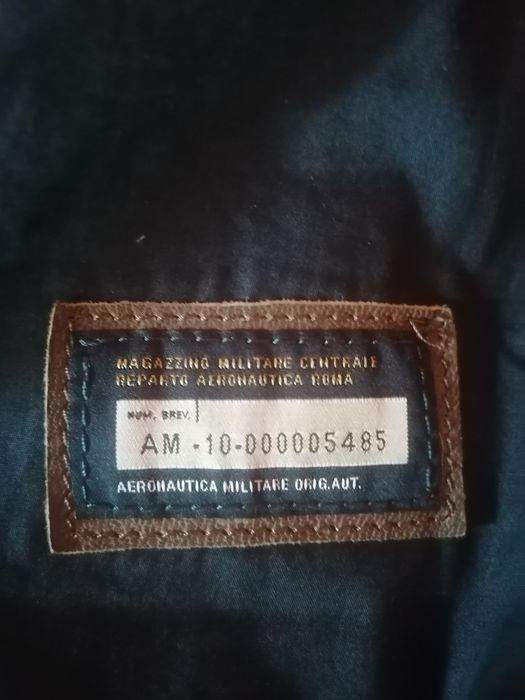 MAGAZZINO MILITARE CENTRALE
REPARTO AERONAUTICA ROMA
NUM. BREV.
AM - 10-000005485
AERONAUTICA MILITARE ORIG.AUT.